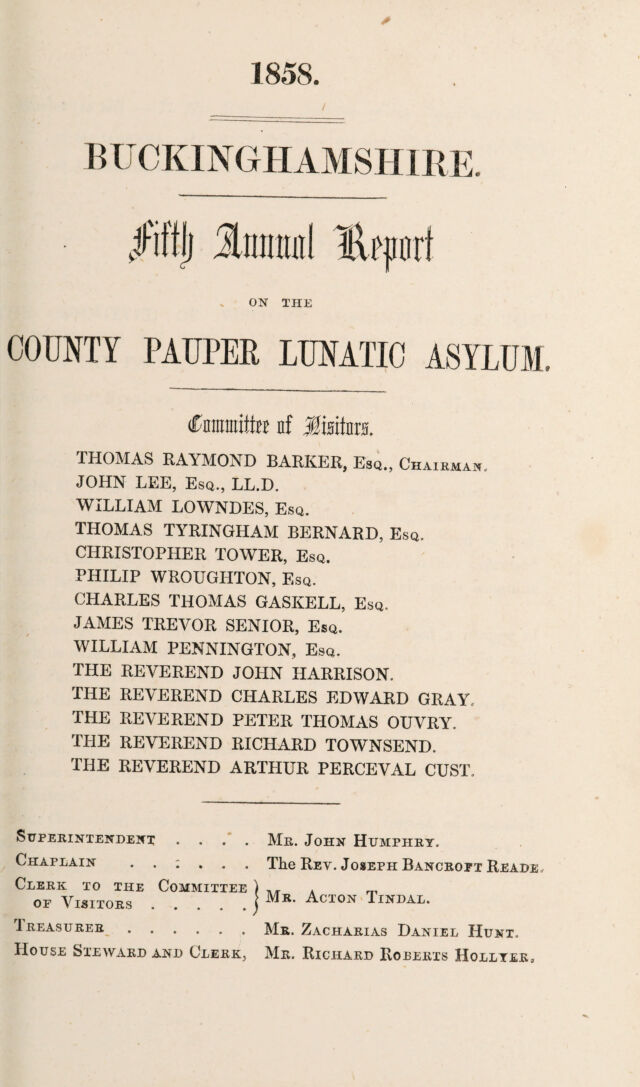 1858.
BUCKINGHAMSHIRE.
Fifth Annual Report
ON THE
COUNTY PAUPER LUNATIC ASYLUM.
Committee of Visitors.
THOMAS RAYMOND BARKER, Esq., Chairman.
JOHN LEE, Esq., LL.D.
WILLIAM LOWNDES, Esq.
THOMAS TYRINGHAM BERNARD, Esq.
CHRISTOPHER TOWER, Esq.
PHILIP WROUGHTON, Esq.
CHARLES THOMAS GASKELL, Esq.
JAMES TREVOR SENIOR, Esq.
WILLIAM PENNINGTON, Esq.
THE REVEREND JOHN HARRISON.
THE REVEREND CHARLES EDWARD GRAY.
THE REVEREND PETER THOMAS OUVRY.
THE REVEREND RICHARD TOWNSEND.
THE REVEREND ARTHUR PERCEVAL CUST.
Superintendent . . . . Mr. John Humphry.
Chaplain . . . . . . The Rev. Joseph Bancroft Reade.
Clerk to the Committee
of Visitors . . . . . } Mr. Acton Tindal.
Treasurer . . . . . . Mr. Zacharias Daniel Hunt.
House Steward and Clerk, Mr. Richard Roberts Hollyer.